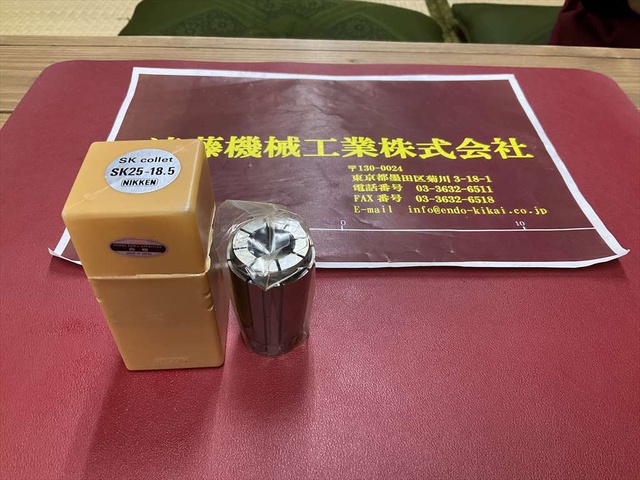 藤機械工業株式会社
〒130-0024
東京都墨田区菊川3-18-1
電話番号 03-3632-6511
FAX番号 03-3632-6518
E-mail info@endo-kikai.co.jp
0 10
SK collet
SK25-18.5
NIKKEN